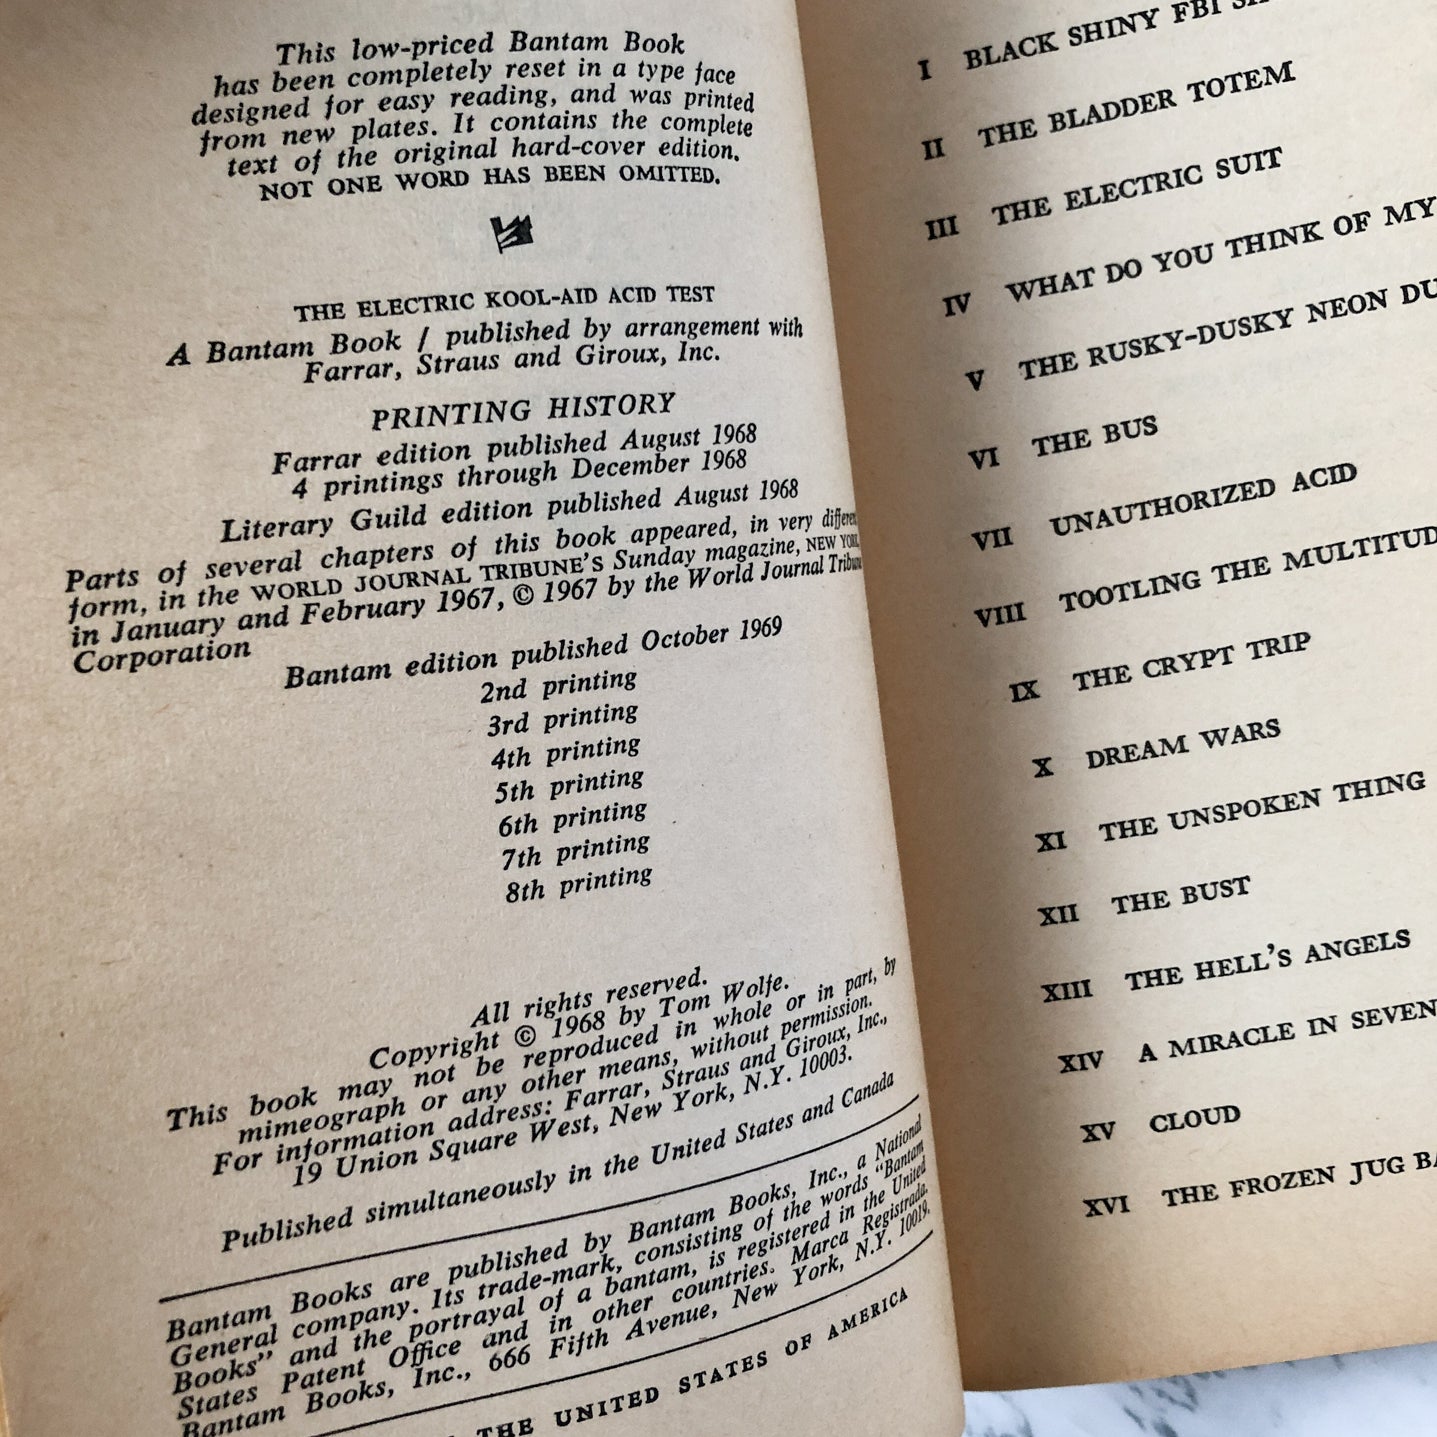 This low-priced Bantam Book
has been completely reset in a type face
designed for easy reading, and was printed
from new plates. It contains the complete
text of the original hard-cover edition.
NOT ONE WORD HAS BEEN OMITTED.
THE ELECTRIC KOOL-AID ACID TEST
A Bantam Book / published by arrangement with
Farrar, Straus and Giroux, Inc.
PRINTING HISTORY
Farrar edition published August 1968
4 printings through December 1968
Literary Guild edition published August 1968
Parts of several chapters of this book appeared, in very
form, in the WORLD JOURNAL TRIBUNE'S Sunday magazine, NEW YORK
in January and February 1967, © 1967 by the World Journal Tribune
Corporation
Bantam edition published October 1969
2nd printing
3rd printing
4th printing
5th printing
6th printing
7th printing
8th printing
All rights reserved.
Copyright © 1968 by Tom Wolfe.
This book may not be reproduced in whole or in part, by
mimeograph or any other means, without permission.
For information address: Farrar, Straus and Giroux, Inc.,
19 Union Square West, New York, N.Y. 10003.
Published simultaneously in the United States and Canada
Bantam Books are published by Bantam Books, Inc., a National
General company. Its trade-mark, consisting of the words "Bantam
Books" and the portrayal of a bantam, is registered in the United
States Patent Office and in other countries. Marca Registrada.
Bantam Books, Inc., 666 Fifth Avenue, New York, N.Y. 10019.
THE UNITED STATES OF AMERICA
I BLACK SHINY FBI
II THE BLADDER TOTEM
III THE ELECTRIC SUIT
IV WHAT DO YOU THINK OF MY
V THE RUSKY-DUSKY NEON
VI THE BUS
VII UNAUTHORIZED ACID
VIII TOOTLING THE
IX THE CRYPT TRIP
X DREAM WARS
XI THE UNSPOKEN THING
XII THE BUST
XIII THE HELL'S ANGELS
XIV A MIRACLE IN SEVEN
XV CLOUD
XVI THE FROZEN JUG